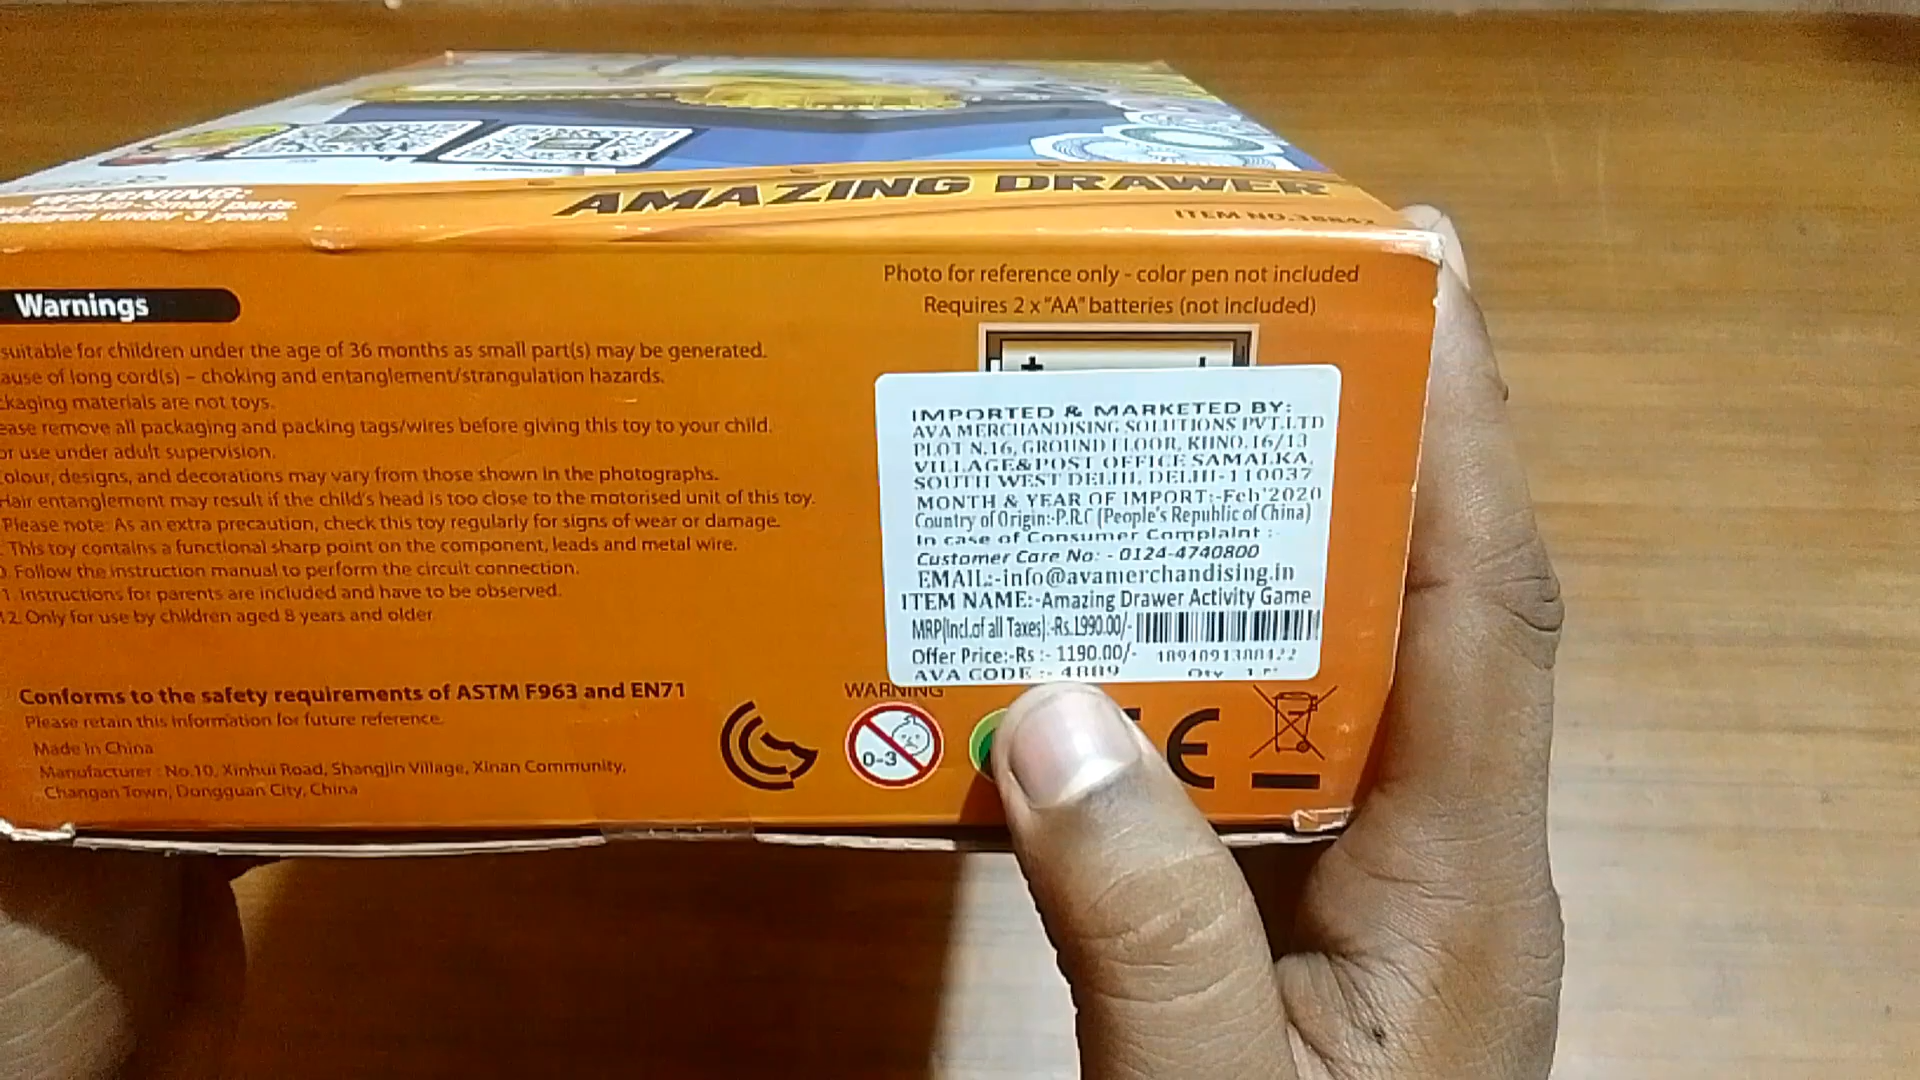 WARNING:
Small parts.
children under 3 years.
AMAZING DRAWER
ITEM NO.
Photo for reference only - color pen not included
Requires 2 x "AA" batteries (not included)
Warnings
suitable for children under the age of 36 months as small part(s) may be generated.
of long cord(s) – choking and entanglement/strangulation hazards.
materials are not toys.
remove all packaging and packing tags/wires before giving this toy to your child.
use under adult supervision.
designs, and decorations may vary from those shown in the photographs.
Hair entanglement may result if the child's head is too close to the motorised unit of this toy.
Please note: As an extra precaution, check this toy regularly for signs of wear or damage.
This toy contains a functional sharp point on the component, leads and metal wire.
Follow the instruction manual to perform the circuit connection.
1. Instructions for parents are included and have to be observed.
12. Only for use by children aged 8 years and older
Conforms to the safety requirements of ASTM F963 and EN71
Please retain this information for future reference.
Made In China
Manufacturer : No.10, Xinhui Road, Shangjin Village, Xinan Community,
Changan Town, Dongguan City, China
IMPORTED & MARKETED BY:
AVA MERCHANDISING SOLUTIONS PVT.LTD
PLOT N.16, GROUND FLOOR, KHNO.16/13
VILLAGE&POST OFFICE SAMALKA,
SOUTH WEST DELHI, DELHI-110037
MONTH & YEAR OF IMPORT:-Feb'2020
Country of Origin:-P.R.C (People's Republic of China)
In case of Consumer Complaint :-
Customer Care No: - 0124-4740800
EMAIL:-info@avamerchandising.in
ITEM NAME:-Amazing Drawer Activity Game
MRP(Incl.of all Taxes):-Rs.1990.00/-
Offer Price:-Rs :- 1190.00/-
AVA CODE :- 4889
Qty
WARNING
0-3
CE